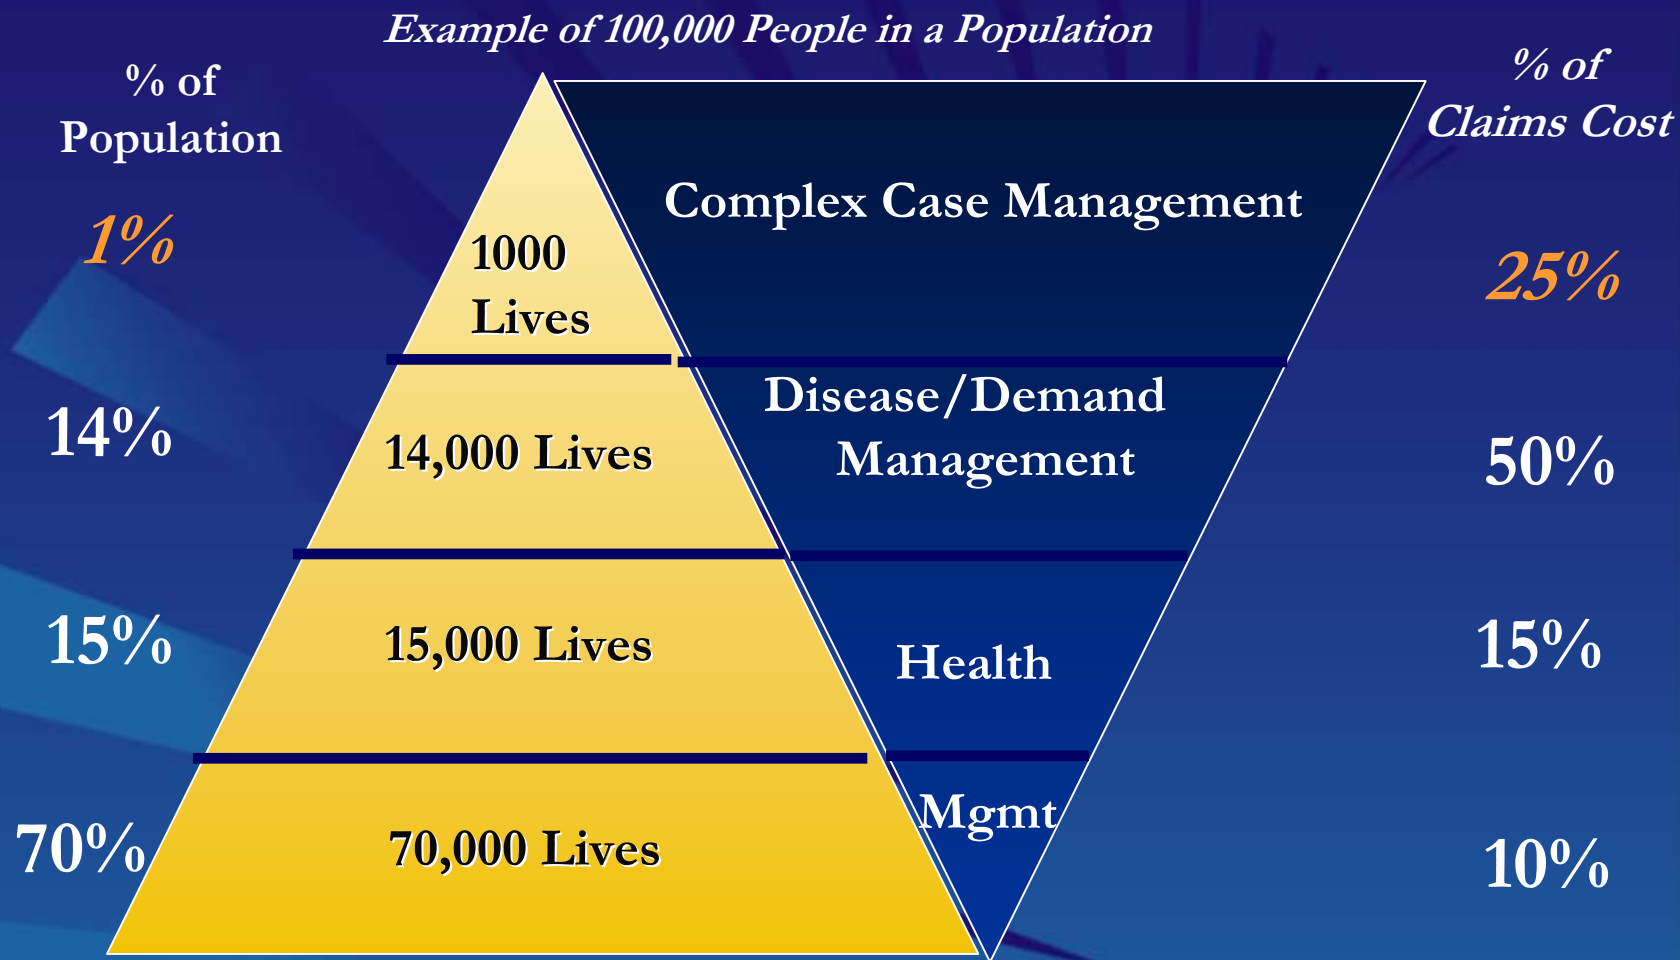 Example of 100,000 People in a Population
% of
Population
% of
Claims Cost
1%
1000
Lives
Complex Case Management
25%
14%
14,000 Lives
Disease/Demand
Management
50%
15%
15,000 Lives
Health
15%
70%
70,000 Lives
Mgmt
10%